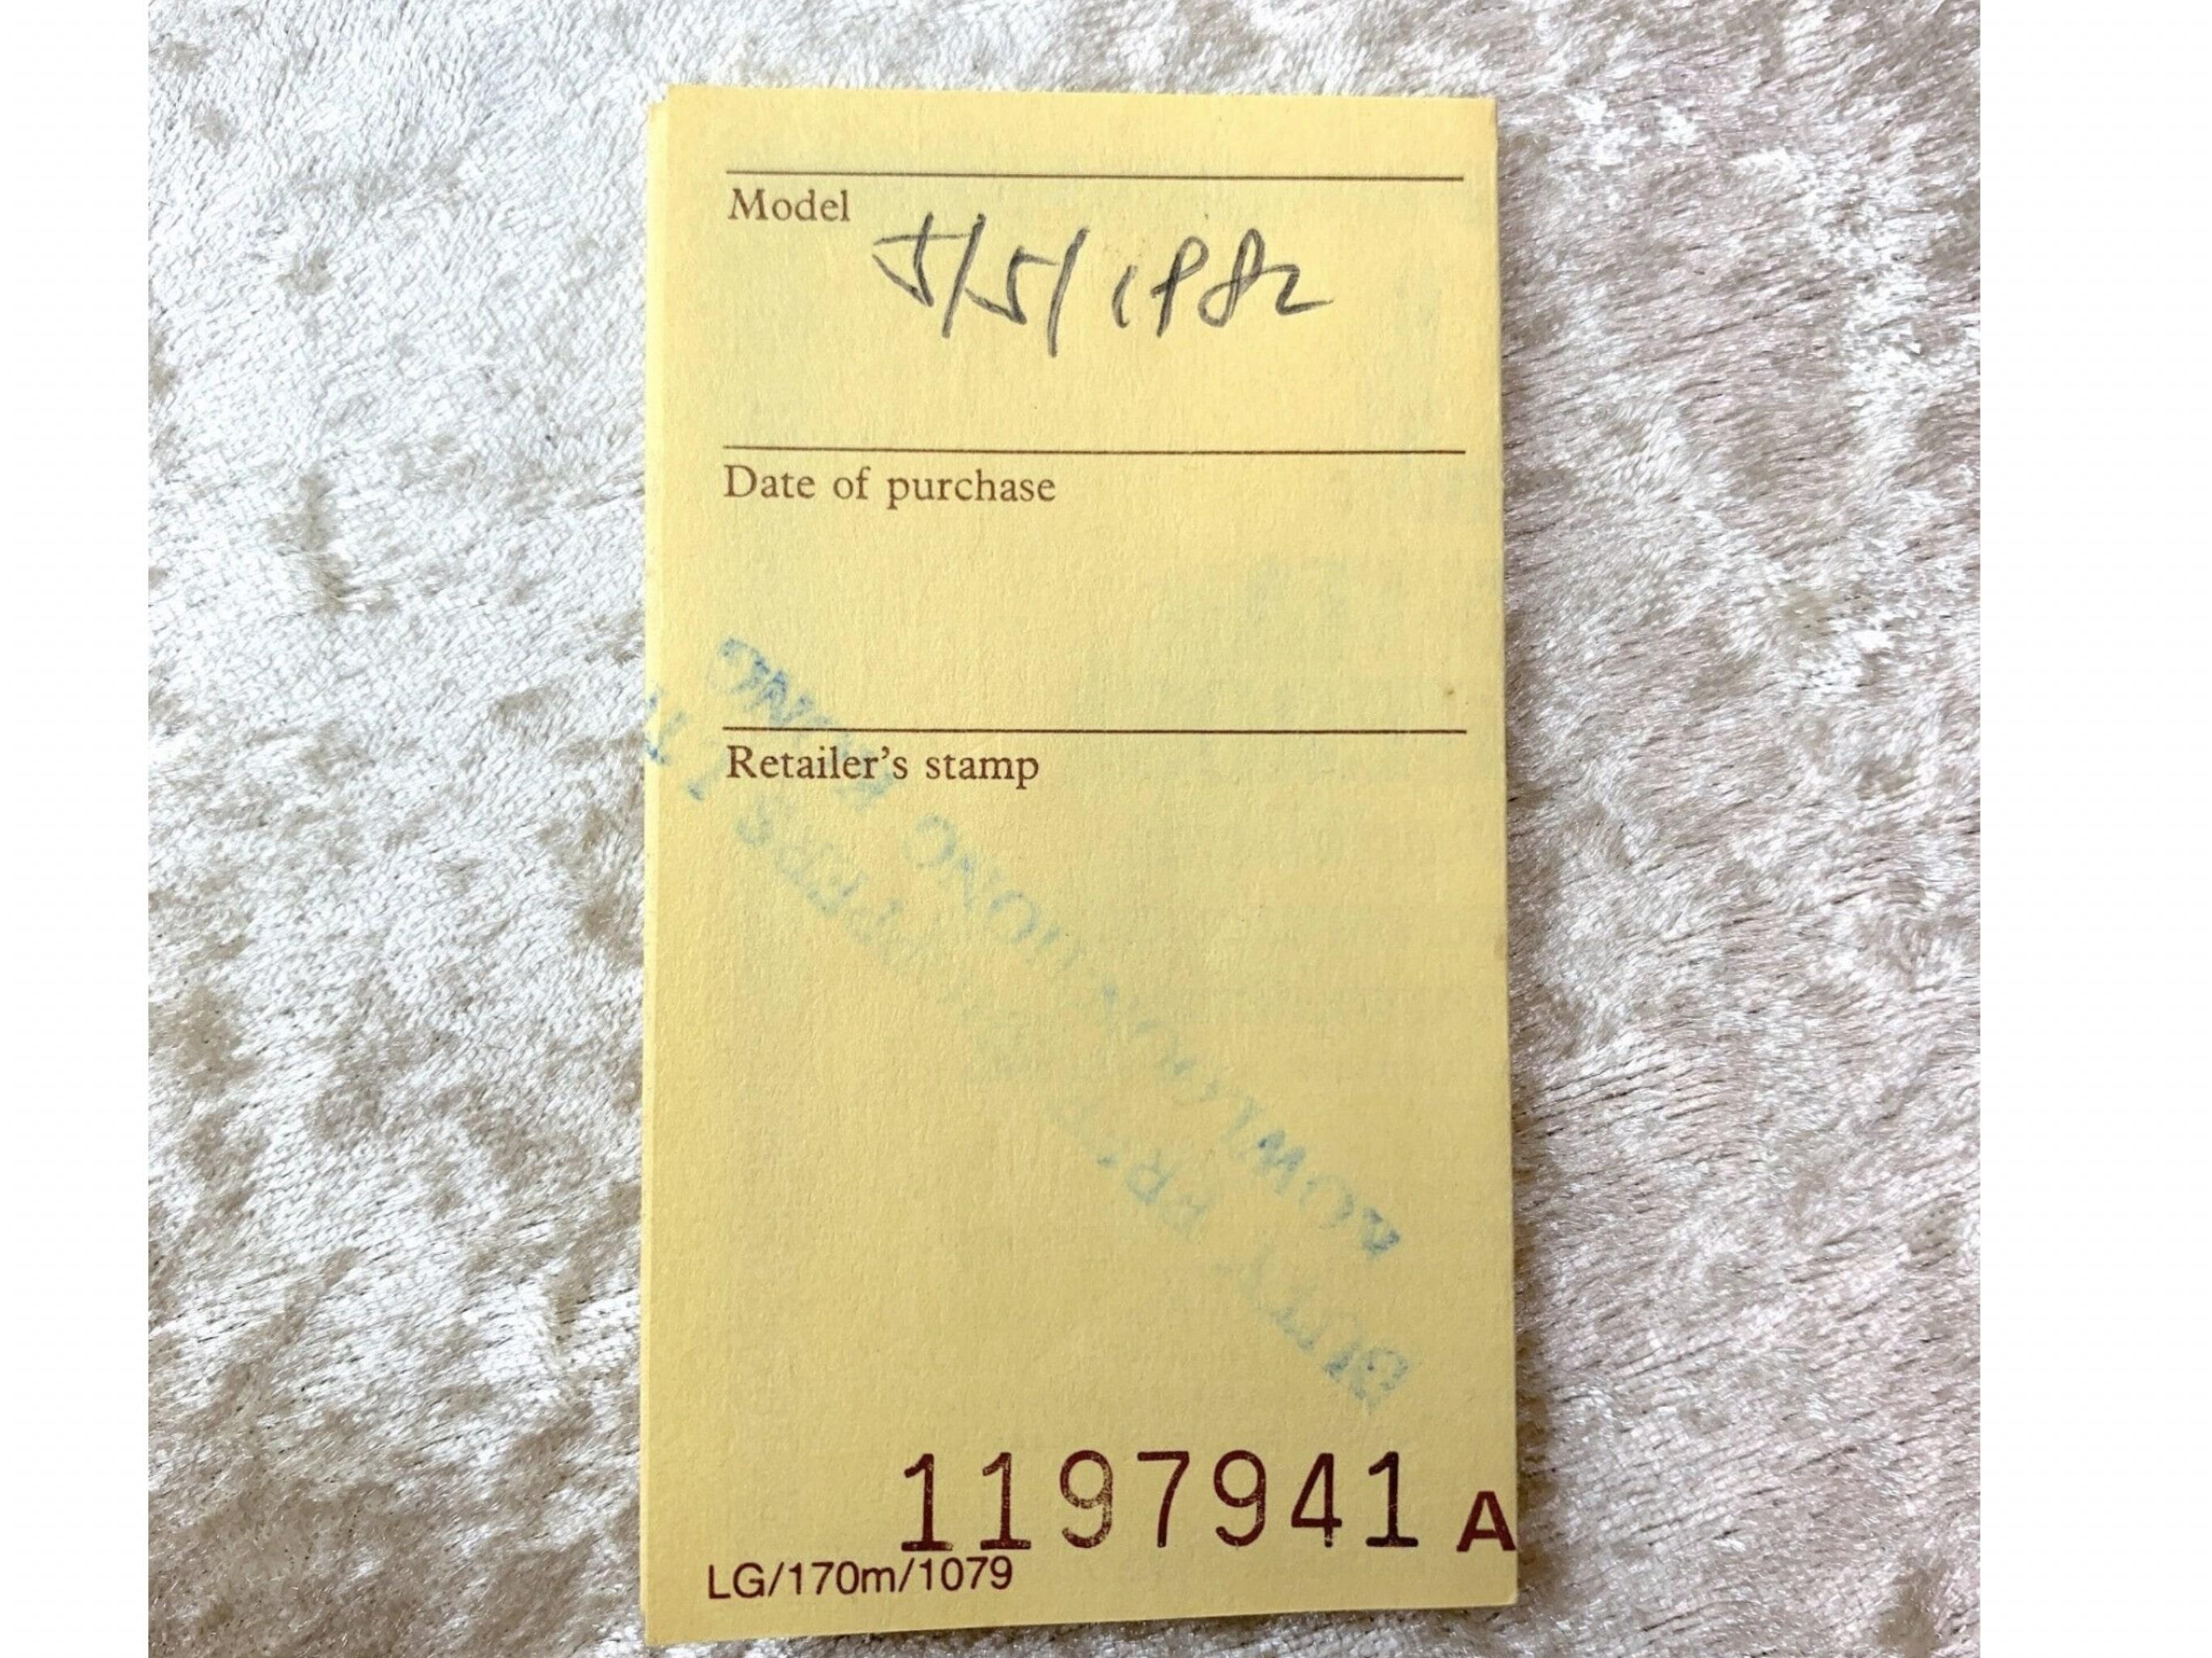 Model
5/5/1982
Date of purchase
Retailer's stamp
1197941 A
LG/170m/1079